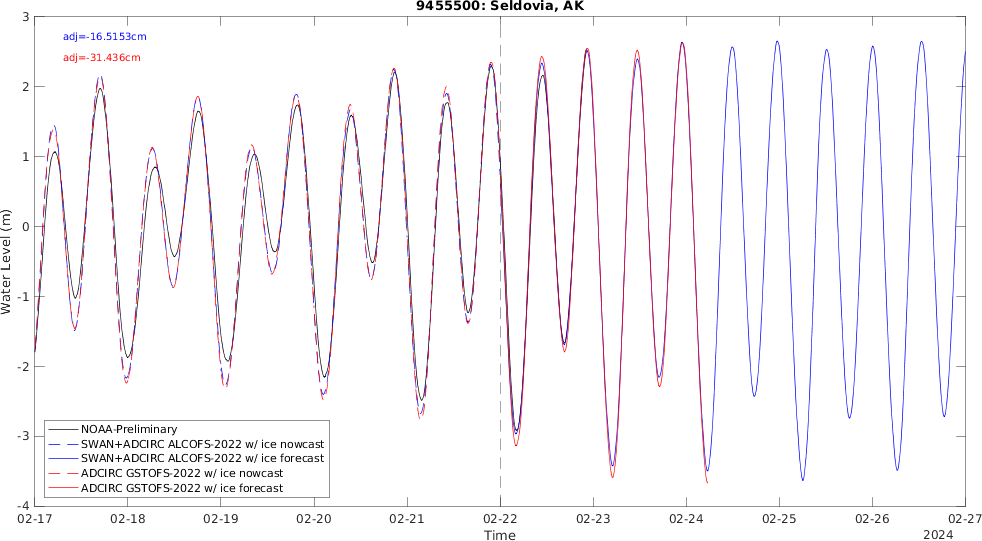 9455500: Seldovia, AK
adj=-16.5153cm
adj=-31.436cm
Water Level (m)
3
2
1
0
-1
-2
-3
-4
NOAA-Preliminary
SWAN+ADCIRC ALCOFS-2022 w/ ice nowcast
SWAN+ADCIRC ALCOFS-2022 w/ ice forecast
ADCIRC GSTOFS-2022 w/ ice nowcast
ADCIRC GSTOFS-2022 w/ ice forecast
02-17 02-18 02-19 02-20 02-21 02-22 02-23 02-24 02-25 02-26 02-27
Time
2024